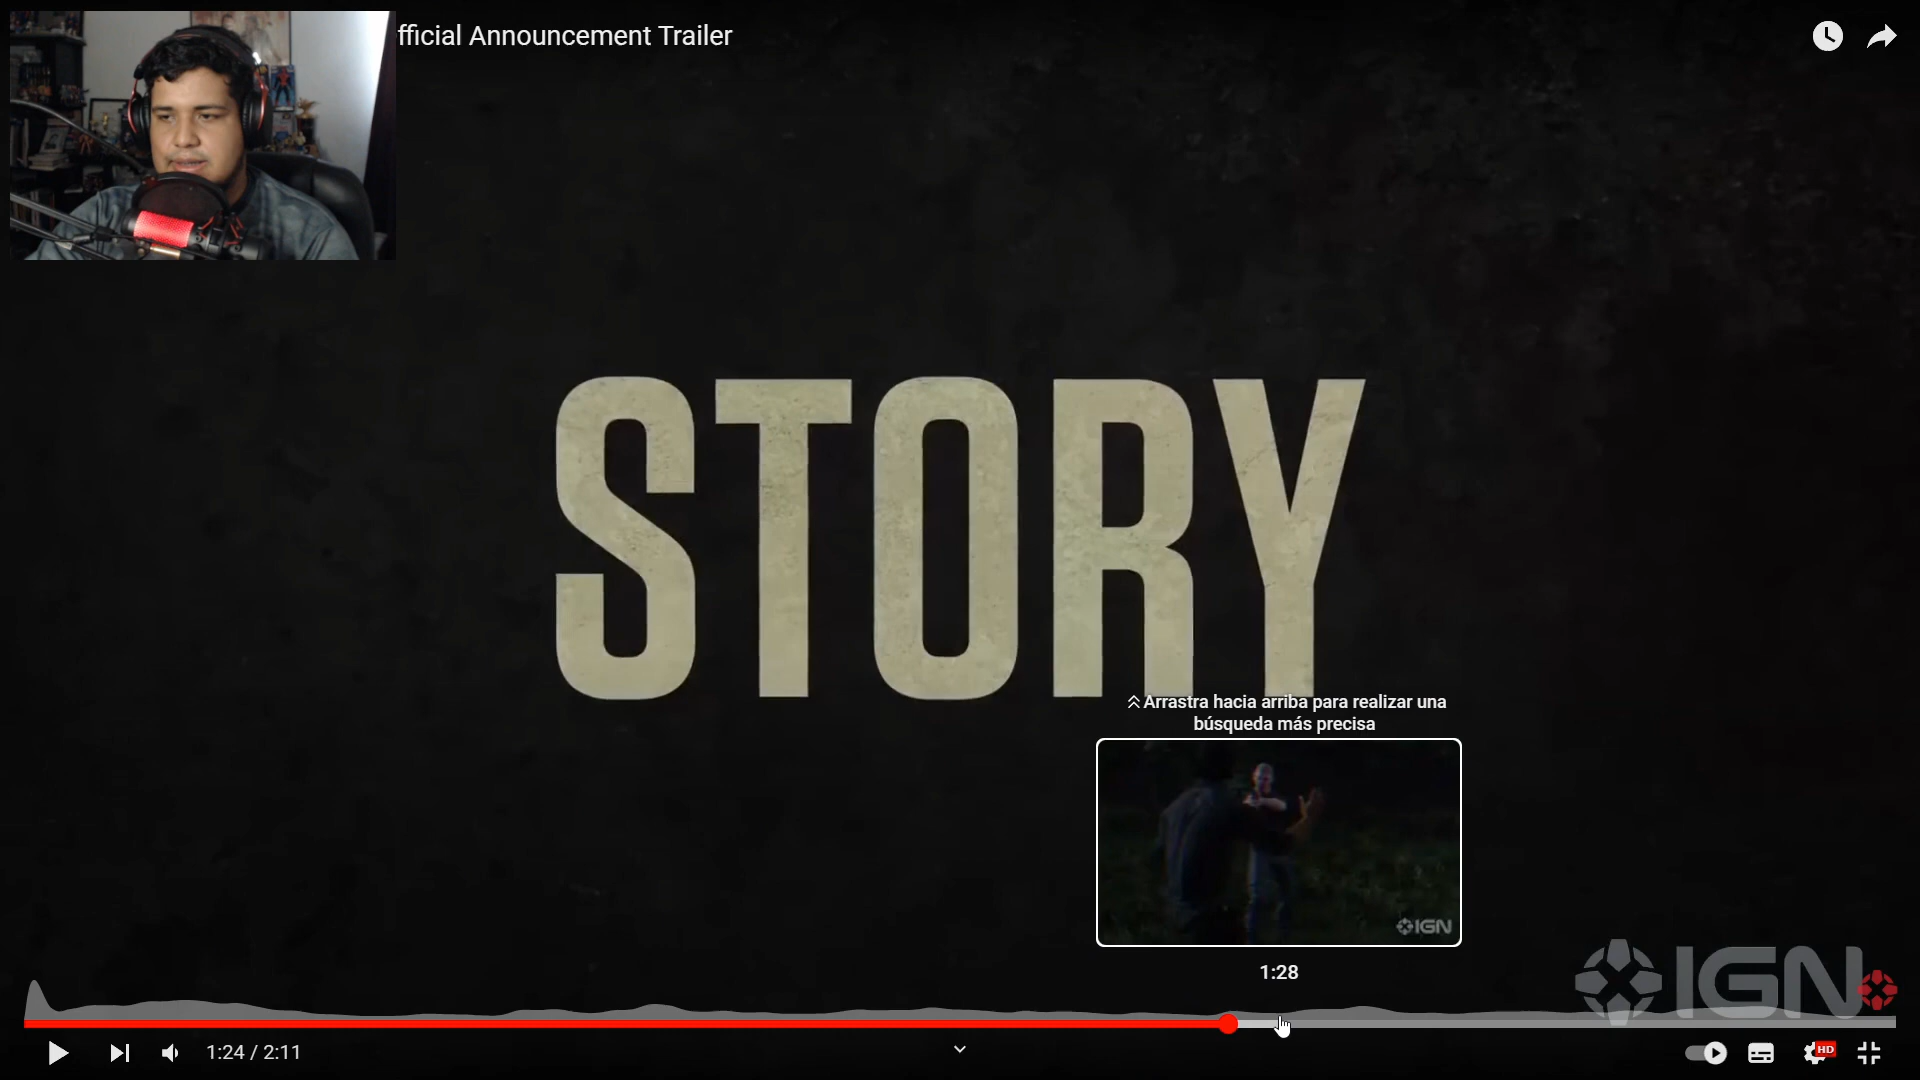 fficial Announcement Trailer
STORY
Arrastra hacia arriba para realizar una
búsqueda más precisa
IGN
1:28
IGN
1:24 / 2:11
HD